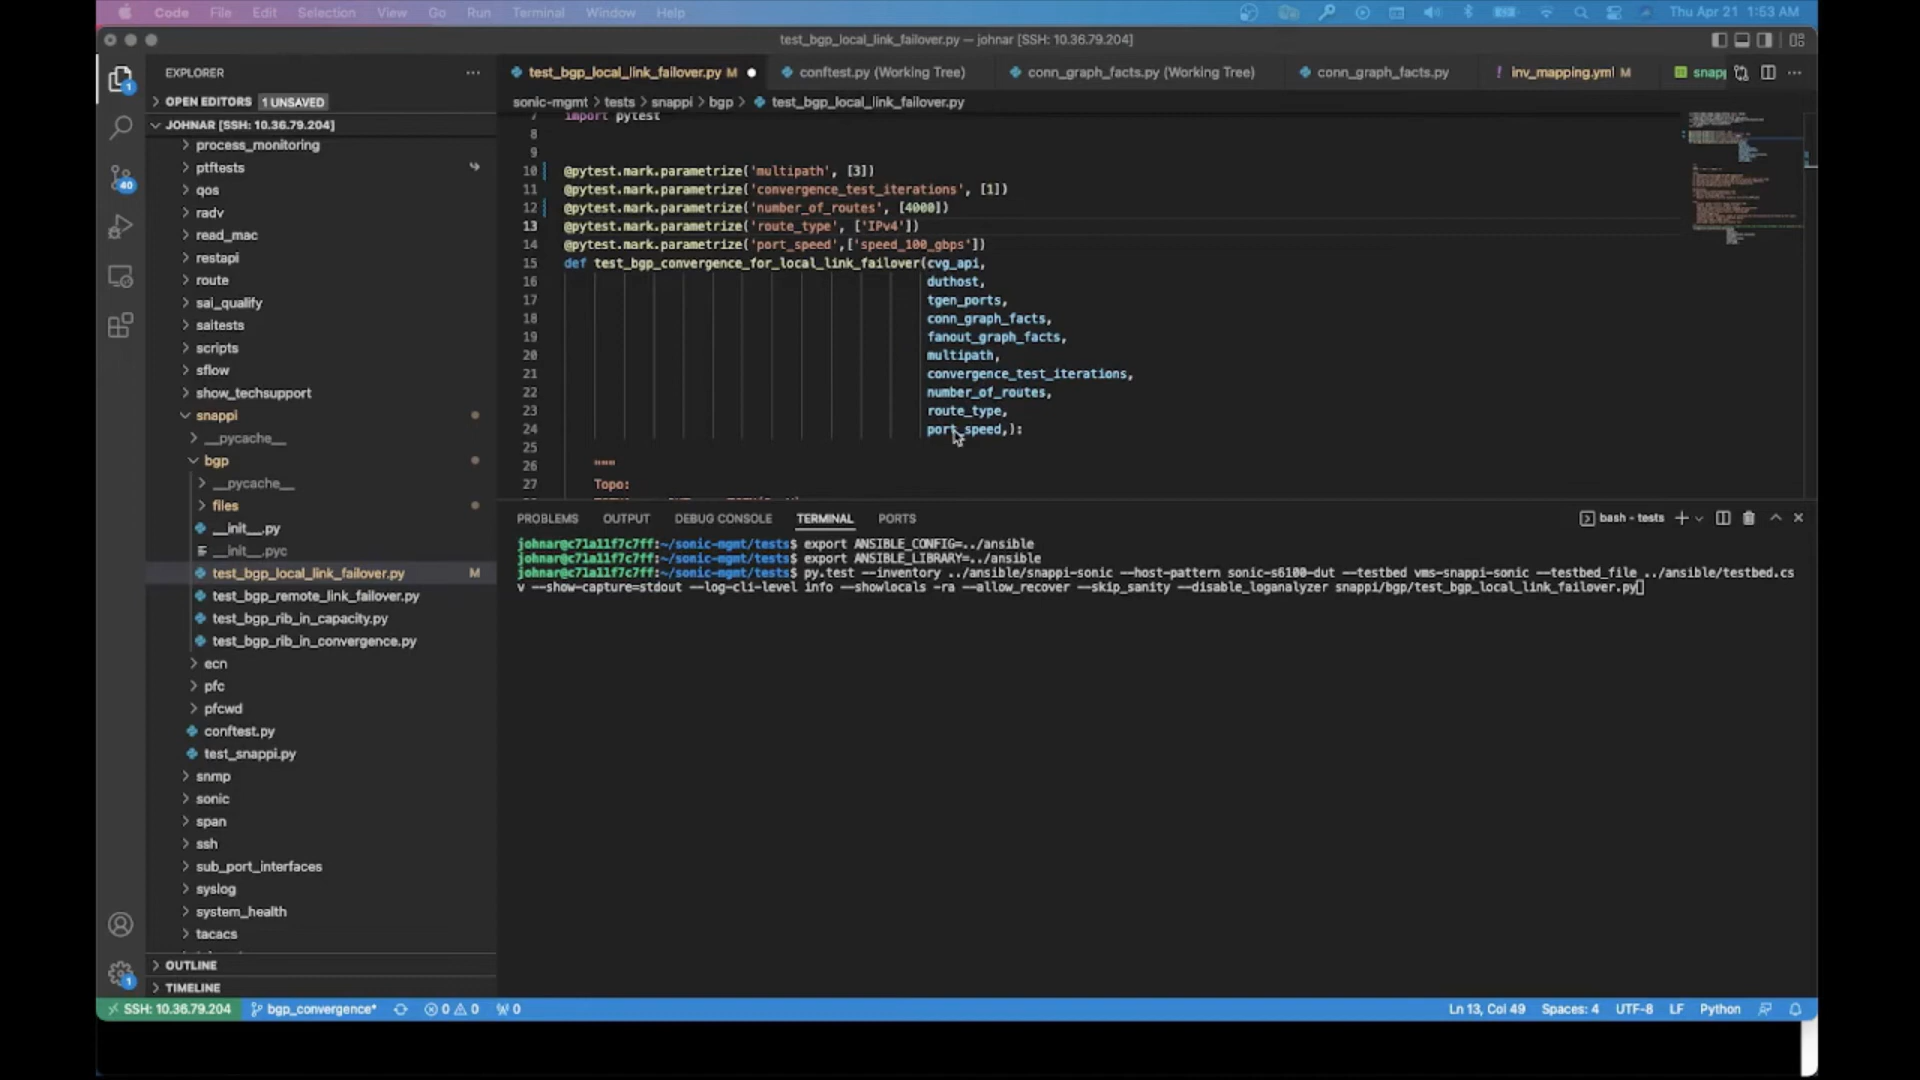 Code File Edit Selection View Go Run Terminal Window Help Thu Apr 21 1:53 AM
test_bgp_local_link_failover.py — johnar [SSH: 10.36.79.204]
EXPLORER
test_bgp_local_link_failover.py M conftest.py (Working Tree) conn_graph_facts.py (Working Tree) conn_graph_facts.py inv_mapping.yml M snapp
OPEN EDITORS 1 UNSAVED
sonic-mgmt > tests > snappi > bgp > test_bgp_local_link_failover.py
JOHNAR [SSH: 10.36.79.204]
process_monitoring
ptftests
qos
radv
read_mac
restapi
route
sai_qualify
saitests
scripts
sflow
show_techsupport
snappi
__pycache__
bgp
__pycache__
files
__init__.py
__init__.pyc
test_bgp_local_link_failover.py M
test_bgp_remote_link_failover.py
test_bgp_rib_in_capacity.py
test_bgp_rib_in_convergence.py
ecn
pfc
pfcwd
conftest.py
test_snappi.py
snmp
sonic
span
ssh
sub_port_interfaces
syslog
system_health
tacacs
OUTLINE
TIMELINE
7 import pytest
8
9
10 @pytest.mark.parametrize('multipath', [3])
11 @pytest.mark.parametrize('convergence_test_iterations', [1])
12 @pytest.mark.parametrize('number_of_routes', [4000])
13 @pytest.mark.parametrize('route_type', ['IPv4'])
14 @pytest.mark.parametrize('port_speed',['speed_100_gbps'])
15 def test_bgp_convergence_for_local_link_failover(cvg_api,
16 duthost,
17 tgen_ports,
18 conn_graph_facts,
19 fanout_graph_facts,
20 multipath,
21 convergence_test_iterations,
22 number_of_routes,
23 route_type,
24 port_speed,):
25
26 """
27 Topo:
PROBLEMS OUTPUT DEBUG CONSOLE TERMINAL PORTS bash - tests
johnar@c71a11f7c7ff:~/sonic-mgmt/tests$ export ANSIBLE_CONFIG=../ansible
johnar@c71a11f7c7ff:~/sonic-mgmt/tests$ export ANSIBLE_LIBRARY=../ansible
johnar@c71a11f7c7ff:~/sonic-mgmt/tests$ py.test --inventory ../ansible/snappi-sonic --host-pattern sonic-s6100-dut --testbed vms-snappi-sonic --testbed_file ../ansible/testbed.cs
v --show-capture=stdout --log-cli-level info --showlocals -ra --allow_recover --skip_sanity --disable_loganalyzer snappi/bgp/test_bgp_local_link_failover.py
SSH: 10.36.79.204 bgp_convergence* 0 0 0 Ln 13, Col 49 Spaces: 4 UTF-8 LF Python